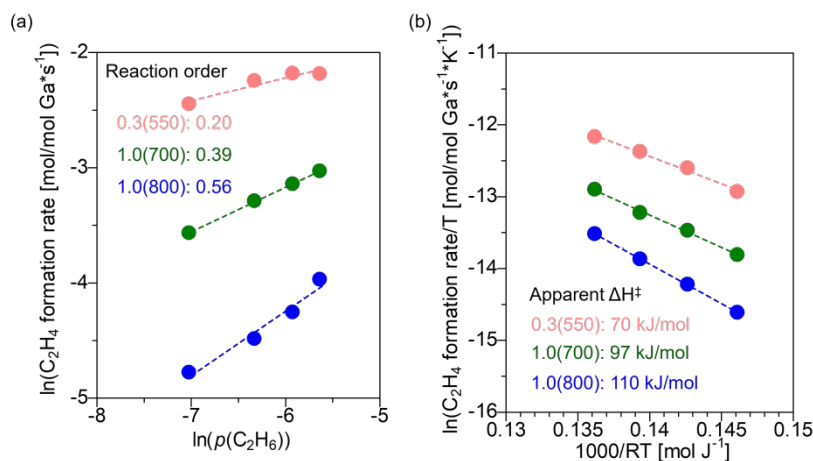 (a)
ln(C₂H₄ formation rate [mol/mol Ga*s⁻¹])
-2
-3
-4
-5
Reaction order
0.3(550): 0.20
1.0(700): 0.39
1.0(800): 0.56
-8
-7
-6
-5
ln(p(C₂H₆))
(b)
ln(C₂H₄ formation rate/T [mol/mol Ga*s⁻¹*K⁻¹])
-11
-12
-13
-14
-15
-16
Apparent ΔH‡
0.3(550): 70 kJ/mol
1.0(700): 97 kJ/mol
1.0(800): 110 kJ/mol
0.13
0.135
0.14
0.145
0.15
1000/RT [mol J⁻¹]